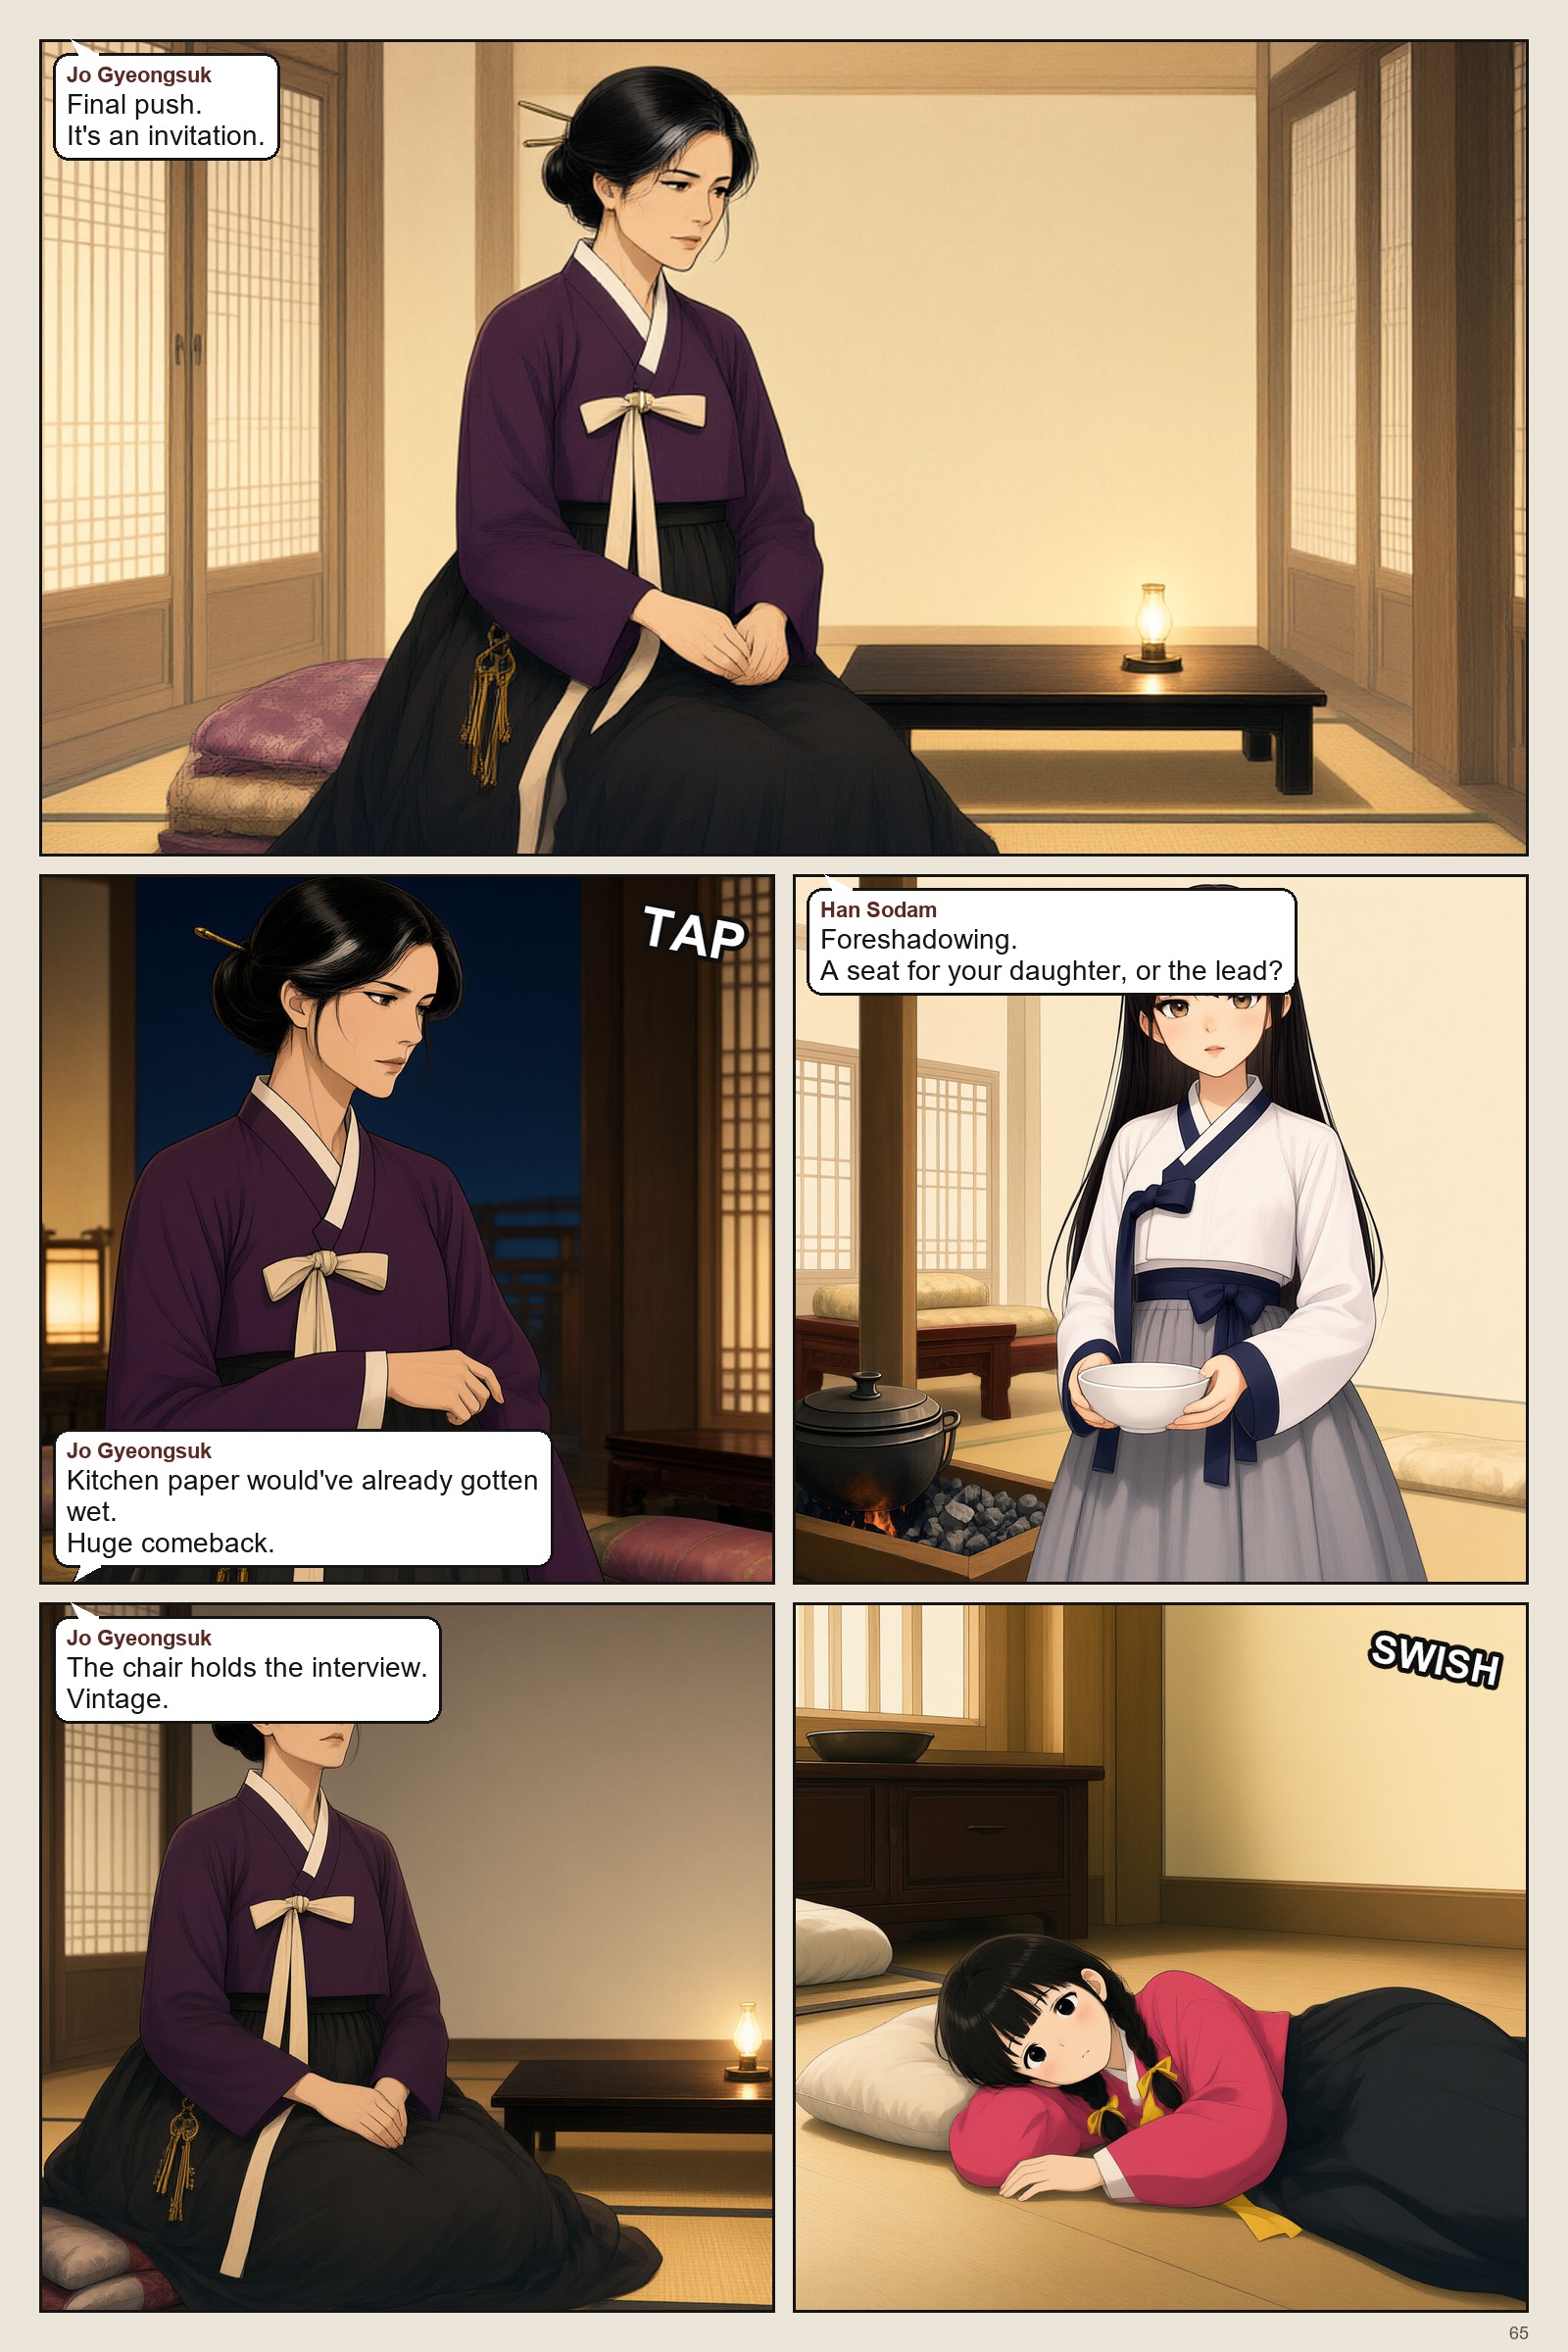 Jo Gyeongsuk
Final push.
It's an invitation.
TAP
Jo Gyeongsuk
Kitchen paper would've already gotten
wet.
Huge comeback.
Han Sodam
Foreshadowing.
A seat for your daughter, or the lead?
Jo Gyeongsuk
The chair holds the interview.
Vintage.
SWISH
65